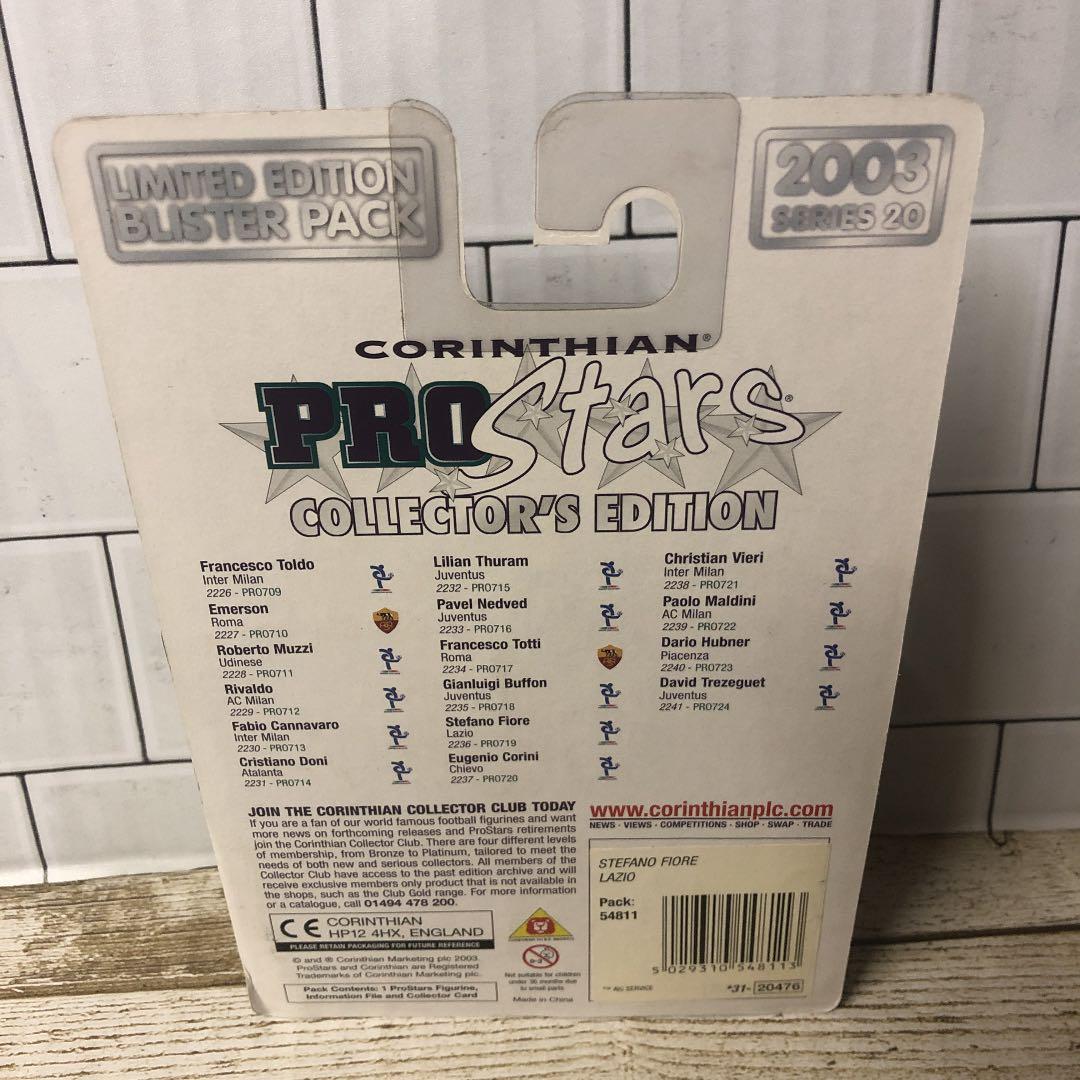 LIMITED EDITION
BLISTER PACK
2003
SERIES 20
CORINTHIAN®
PRO Stars®
COLLECTOR'S EDITION
Francesco Toldo
Inter Milan
2226 - PRO709
Emerson
Roma
2227 - PRO710
Roberto Muzzi
Udinese
2228 - PRO711
Rivaldo
AC Milan
2229 - PRO712
Fabio Cannavaro
Inter Milan
2230 - PRO713
Cristiano Doni
Atalanta
2231 - PRO714
Lilian Thuram
Juventus
2232 - PRO715
Pavel Nedved
Juventus
2233 - PRO716
Francesco Totti
Roma
2234 - PRO717
Gianluigi Buffon
Juventus
2235 - PRO718
Stefano Fiore
Lazio
2236 - PRO719
Eugenio Corini
Chievo
2237 - PRO720
Christian Vieri
Inter Milan
2238 - PRO721
Paolo Maldini
AC Milan
2239 - PRO722
Dario Hubner
Piacenza
2240 - PRO723
David Trezeguet
Juventus
2241 - PRO724
JOIN THE CORINTHIAN COLLECTOR CLUB TODAY
If you are a fan of our world famous football figurines and want
more news on forthcoming releases and ProStars retirements
join the Corinthian Collector Club. There are four different levels
of membership, from Bronze to Platinum, tailored to meet the
needs of both new and serious collectors. All members of the
Collector Club have access to the past edition archive and will
receive exclusive members only product that is not available in
the shops, such as the Club Gold range. For more information
or a catalogue, call 01494 478 200.
CE CORINTHIAN
HP12 4HX, ENGLAND
PLEASE RETAIN PACKAGING FOR FUTURE REFERENCE
© and ® Corinthian Marketing plc 2003.
ProStars and Corinthian are Registered
Trademarks of Corinthian Marketing plc.
Pack Contents: 1 ProStars Figurine,
Information File and Collector Card
0-3
Not suitable for children
under 36 months due
to small parts
Made in China
www.corinthianplc.com
NEWS · VIEWS · COMPETITIONS · SHOP · SWAP · TRADE
STEFANO FIORE
LAZIO
Pack:
54811
5 029310 548113
*31- 20476